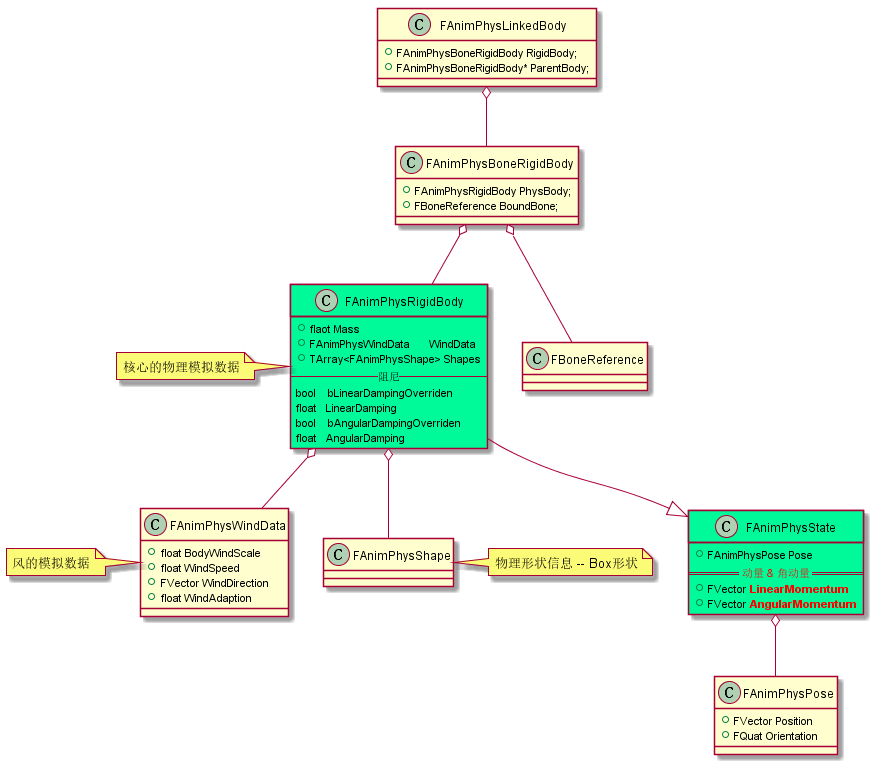 C FAnimPhysLinkedBody
FAnimPhysBoneRigidBody RigidBody;
FAnimPhysBoneRigidBody* ParentBody;
C FAnimPhysBoneRigidBody
FAnimPhysRigidBody PhysBody;
FBoneReference BoundBone;
C FAnimPhysRigidBody
flaot Mass
FAnimPhysWindData WindData
TArray<FAnimPhysShape> Shapes
阻尼
bool bLinearDampingOverriden
float LinearDamping
bool bAngularDampingOverriden
float AngularDamping
核心的物理模拟数据
C FBoneReference
C FAnimPhysWindData
float BodyWindScale
float WindSpeed
FVector WindDirection
float WindAdaption
风的模拟数据
C FAnimPhysShape
物理形状信息 -- Box形状
C FAnimPhysState
FAnimPhysPose Pose
动量 & 角动量
FVector LinearMomentum
FVector AngularMomentum
C FAnimPhysPose
FVector Position
FQuat Orientation